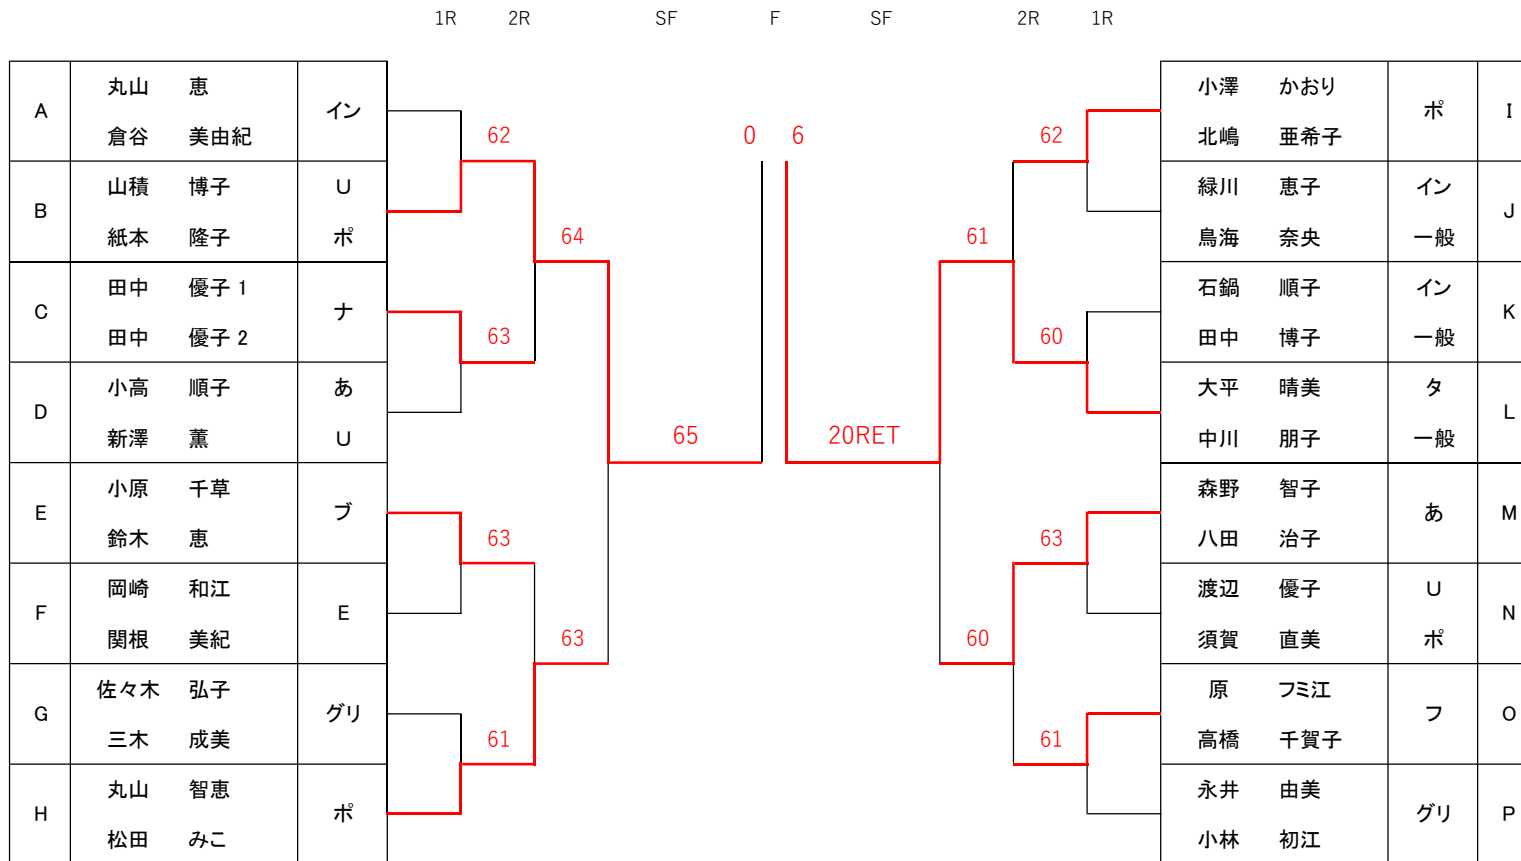 1R 2R SF F SF 2R 1R
A 丸山 恵 イン
倉谷 美由紀
B 山積 博子 U
紙本 隆子 ポ
C 田中 優子 1 ナ
田中 優子 2
D 小高 順子 あ
新澤 薫 U
E 小原 千草 ブ
鈴木 恵
F 岡崎 和江 E
関根 美紀
G 佐々木 弘子 グリ
三木 成美
H 丸山 智恵 ポ
松田 みこ
62
63
63
61
64
63
65
0 6
20RET
61
60
62
60
63
61
小澤 かおり ポ I
北嶋 亜希子
緑川 恵子 イン J
鳥海 奈央 一般
石鍋 順子 イン K
田中 博子 一般
大平 晴美 タ L
中川 朋子 一般
森野 智子 あ M
八田 治子
渡辺 優子 U N
須賀 直美 ポ
原 フミ江 フ O
高橋 千賀子
永井 由美 グリ P
小林 初江